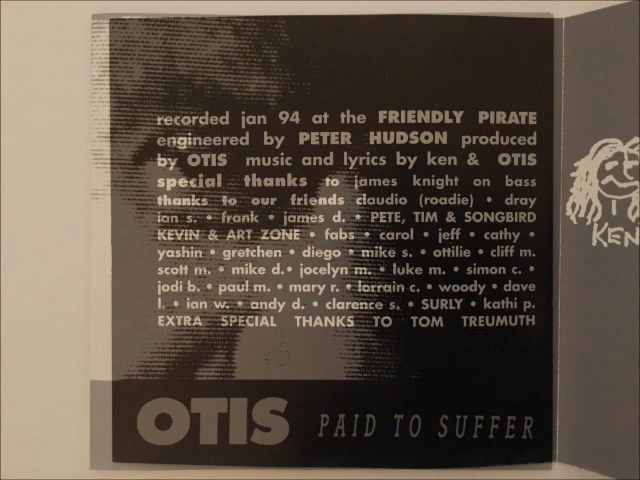 recorded jan 94 at the FRIENDLY PIRATE
engineered by PETER HUDSON produced
by OTIS music and lyrics by ken & OTIS
special thanks to james knight on bass
thanks to our friends claudio (roadie) • dray
ian s. • frank • james d. • PETE, TIM & SONGBIRD
KEVIN & ART ZONE • fabs • carol • jeff • cathy •
yashin • gretchen • diego • mike s. • ottilie • cliff m.
scott m. • mike d. • jocelyn m. • luke m. • simon c. •
jodi b. • paul m. • mary r. • lorrain c. • woody • dave
l. • ian w. • andy d. • clarence s. • SURLY • kathi p.
EXTRA SPECIAL THANKS TO TOM TREUMUTH
OTIS PAID TO SUFFER
KEN